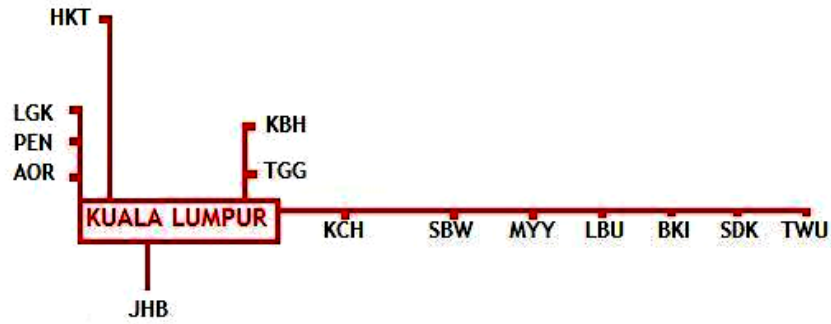 HKT
LGK
PEN
AOR
KBH
TGG
KUALA LUMPUR
KCH SBW MYY LBU BKI SDK TWU
JHB